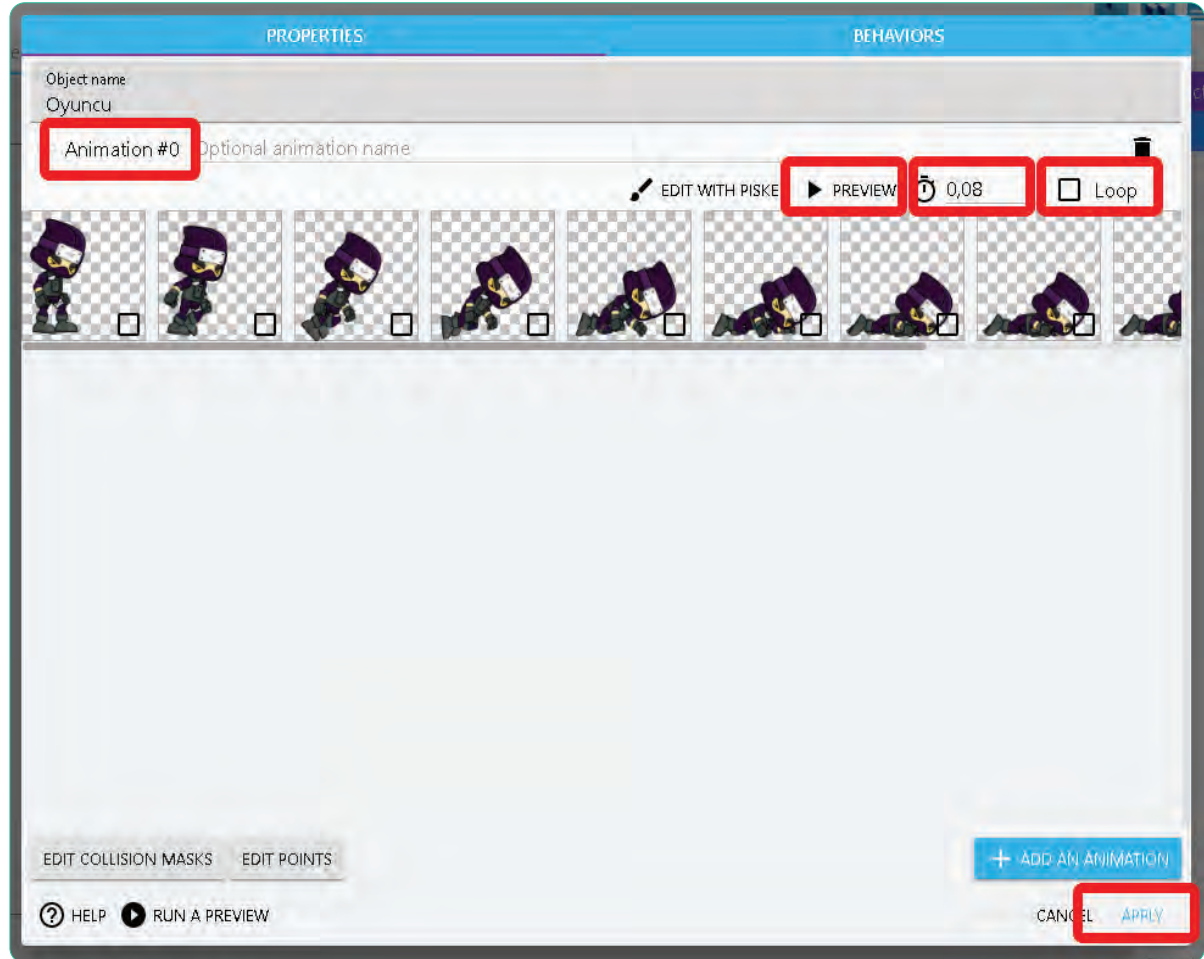 PROPERTIES BEHAVIORS
Object name
Oyuncu
Animation #0 Optional animation name
EDIT WITH PISKE PREVIEW 0,08 Loop
EDIT COLLISION MASKS EDIT POINTS + ADD AN ANIMATION
HELP RUN A PREVIEW CANCEL APPLY